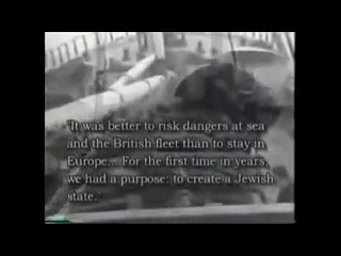 "It was better to risk dangers at sea
and the British fleet than to stay in
Europe... For the first time in years,
we had a purpose: to create a Jewish
state."